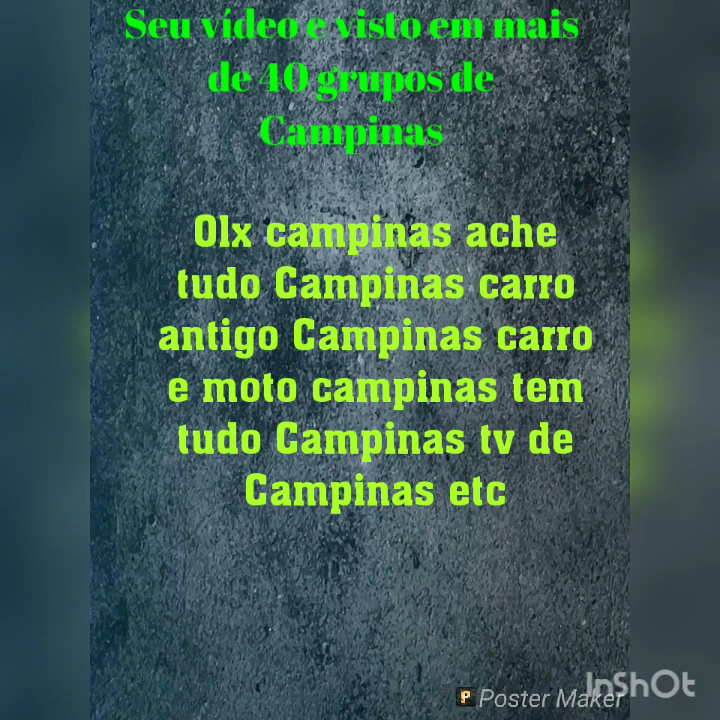 Seu vídeo e visto em mais
de 40 grupos de
Campinas
Olx campinas ache
tudo Campinas carro
antigo Campinas carro
e moto campinas tem
tudo Campinas tv de
Campinas etc
InShOt
P Poster Maker